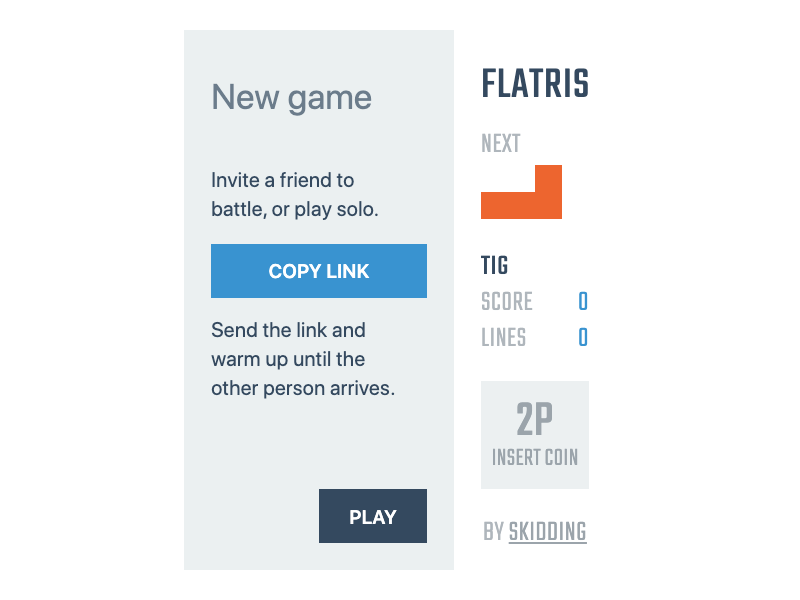 New game
Invite a friend to
battle, or play solo.
COPY LINK
Send the link and
warm up until the
other person arrives.
PLAY
FLATRIS
NEXT
TIG
SCORE 0
LINES 0
2P
INSERT COIN
BY SKIDDING